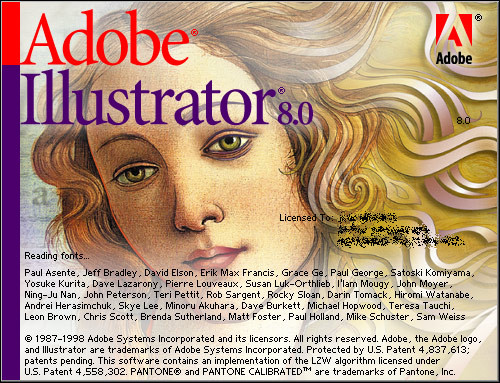 Adobe®
Illustrator®8.0
Adobe®
8.0
Licensed To:
Reading fonts...
Paul Asente, Jeff Bradley, David Elson, Erik Max Francis, Grace Ge, Paul George, Satoski Komiyama,
Yosuke Kurita, Dave Lazarony, Pierre Louveaux, Susan Luk-Orthlieb, I'lam Mougy, John Moyer,
Ning-Ju Nan, John Peterson, Teri Pettit, Rob Sargent, Rocky Sloan, Darin Tomack, Hiromi Watanabe,
Andrei Herasimchuk, Skye Lee, Minoru Akuhara, Dave Burkett, Michael Hopwood, Teresa Tauchi,
Leon Brown, Chris Scott, Brenda Sutherland, Matt Foster, Paul Holland, Mike Schuster, Sam Weiss
© 1987-1998 Adobe Systems Incorporated and its licensors. All rights reserved. Adobe, the Adobe logo,
and Illustrator are trademarks of Adobe Systems Incorporated. Protected by U.S. Patent 4,837,613;
patents pending. This software contains an implementation of the LZW algorithm licensed under
U.S. Patent 4,558,302. PANTONE® and PANTONE CALIBRATED™ are trademarks of Pantone, Inc.